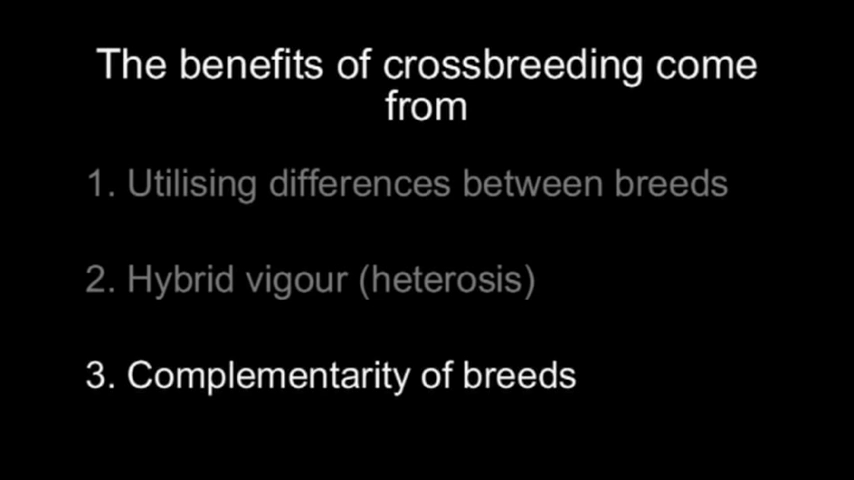 The benefits of crossbreeding come
from
1. Utilising differences between breeds
2. Hybrid vigour (heterosis)
3. Complementarity of breeds